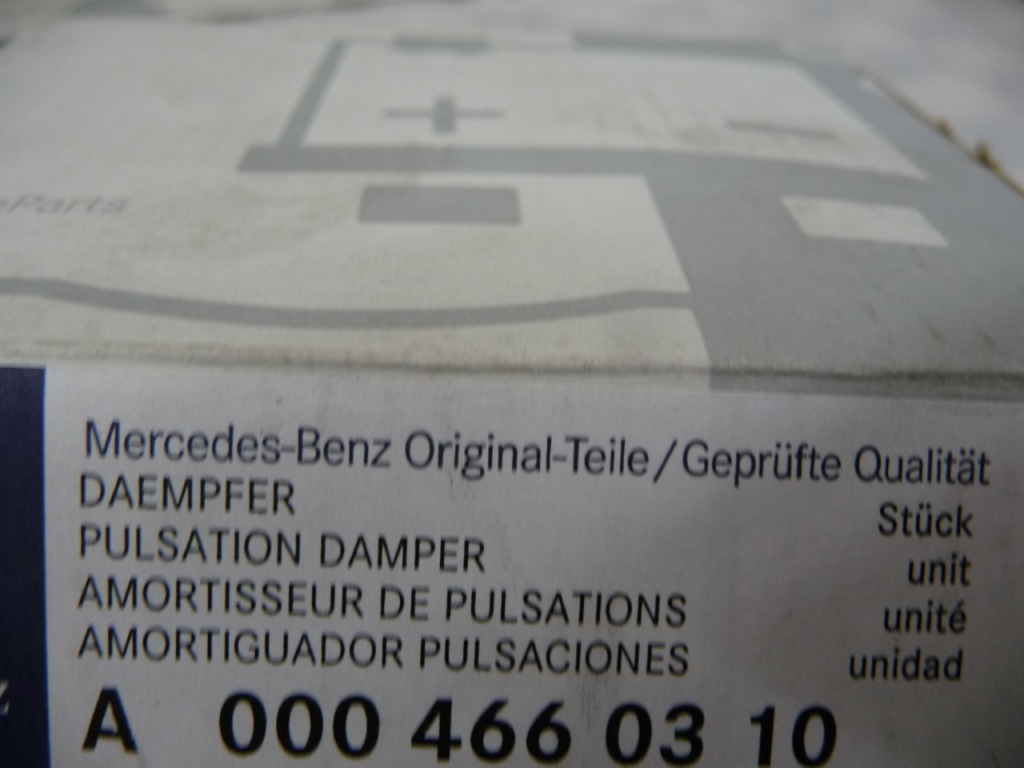 Parts
Mercedes-Benz Original-Teile/Geprüfte Qualität
DAEMPFER Stück
PULSATION DAMPER unit
AMORTISSEUR DE PULSATIONS unité
AMORTIGUADOR PULSACIONES unidad
A 000 466 03 10